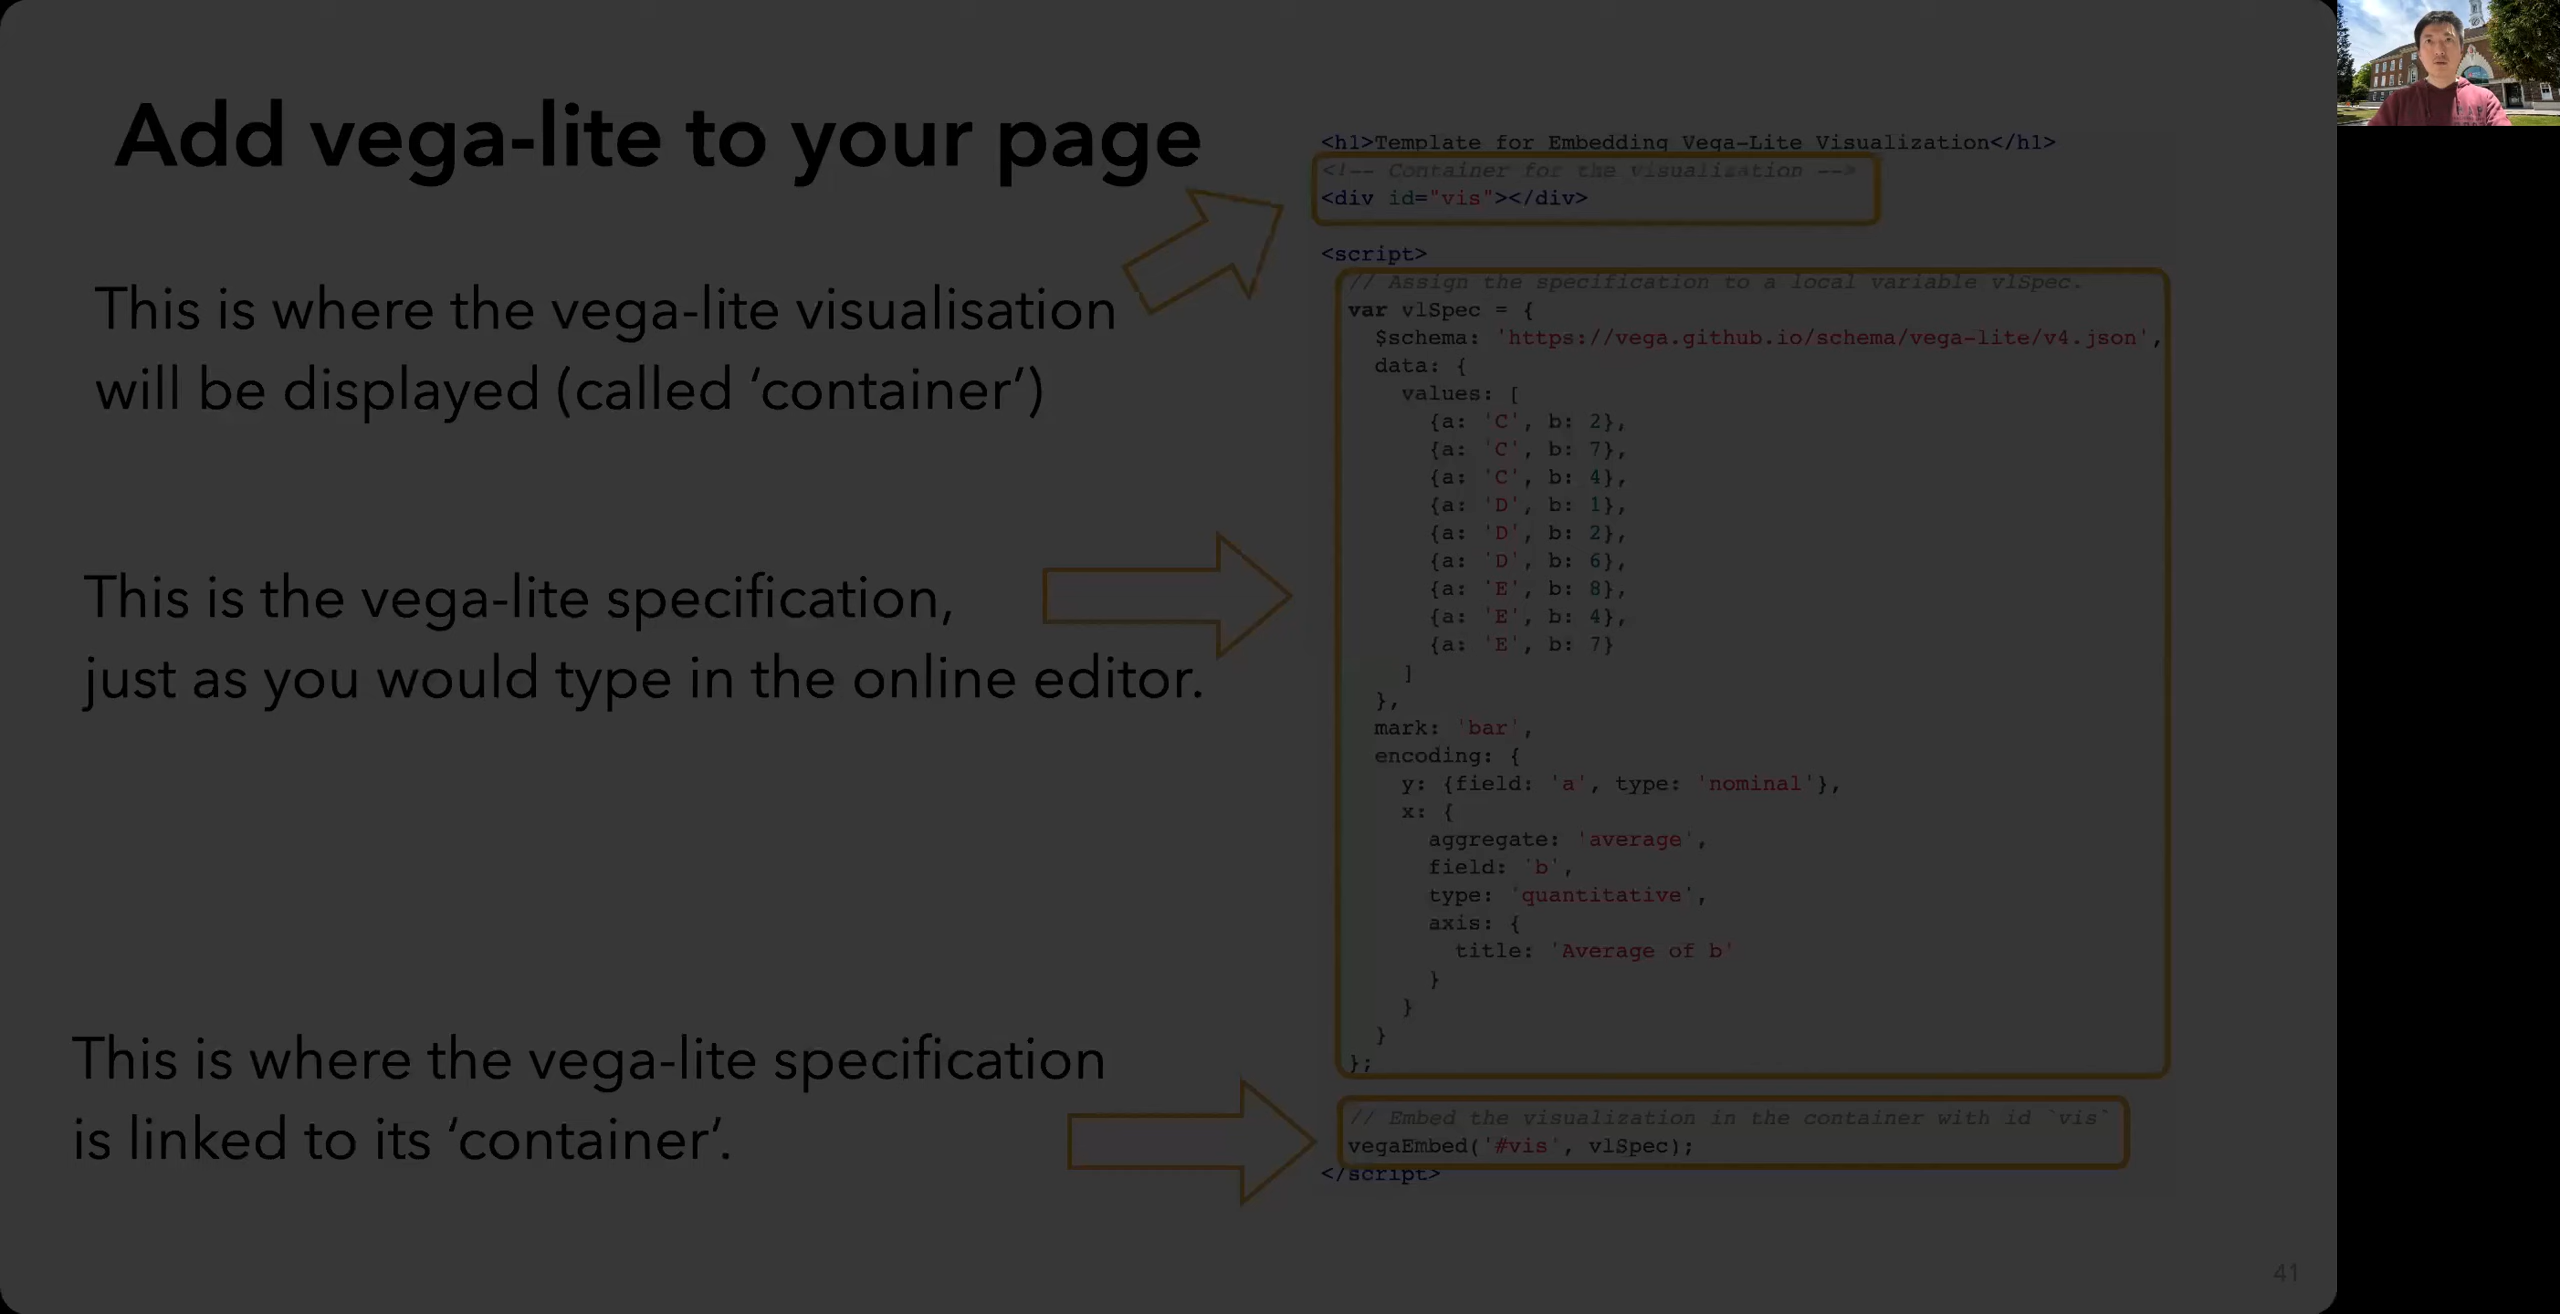 Add vega-lite to your page
This is where the vega-lite visualisation
will be displayed (called ‘container’)
This is the vega-lite specification,
just as you would type in the online editor.
This is where the vega-lite specification
is linked to its ‘container’.
<h1>Template for Embedding Vega-Lite Visualization</h1>
<!-- Container for the visualization -->
<div id="vis"></div>
<script>
// Assign the specification to a local variable vlSpec.
var vlSpec = {
$schema: 'https://vega.github.io/schema/vega-lite/v4.json',
data: {
values: [
{a: 'C', b: 2},
{a: 'C', b: 7},
{a: 'C', b: 4},
{a: 'D', b: 1},
{a: 'D', b: 2},
{a: 'D', b: 6},
{a: 'E', b: 8},
{a: 'E', b: 4},
{a: 'E', b: 7}
]
},
mark: 'bar',
encoding: {
y: {field: 'a', type: 'nominal'},
x: {
aggregate: 'average',
field: 'b',
type: 'quantitative',
axis: {
title: 'Average of b'
}
}
}
};
// Embed the visualization in the container with id `vis`
vegaEmbed('#vis', vlSpec);
</script>
41